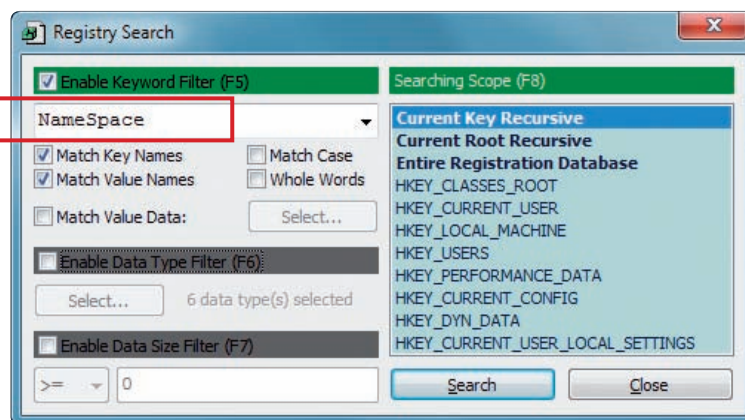 Registry Search
Enable Keyword Filter (F5)
NameSpace
Match Key Names
Match Case
Match Value Names
Whole Words
Match Value Data:
Select...
Enable Data Type Filter (F6)
Select...
6 data type(s) selected
Enable Data Size Filter (F7)
>=
0
Searching Scope (F8)
Current Key Recursive
Current Root Recursive
Entire Registration Database
HKEY_CLASSES_ROOT
HKEY_CURRENT_USER
HKEY_LOCAL_MACHINE
HKEY_USERS
HKEY_PERFORMANCE_DATA
HKEY_CURRENT_CONFIG
HKEY_DYN_DATA
HKEY_CURRENT_USER_LOCAL_SETTINGS
Search
Close